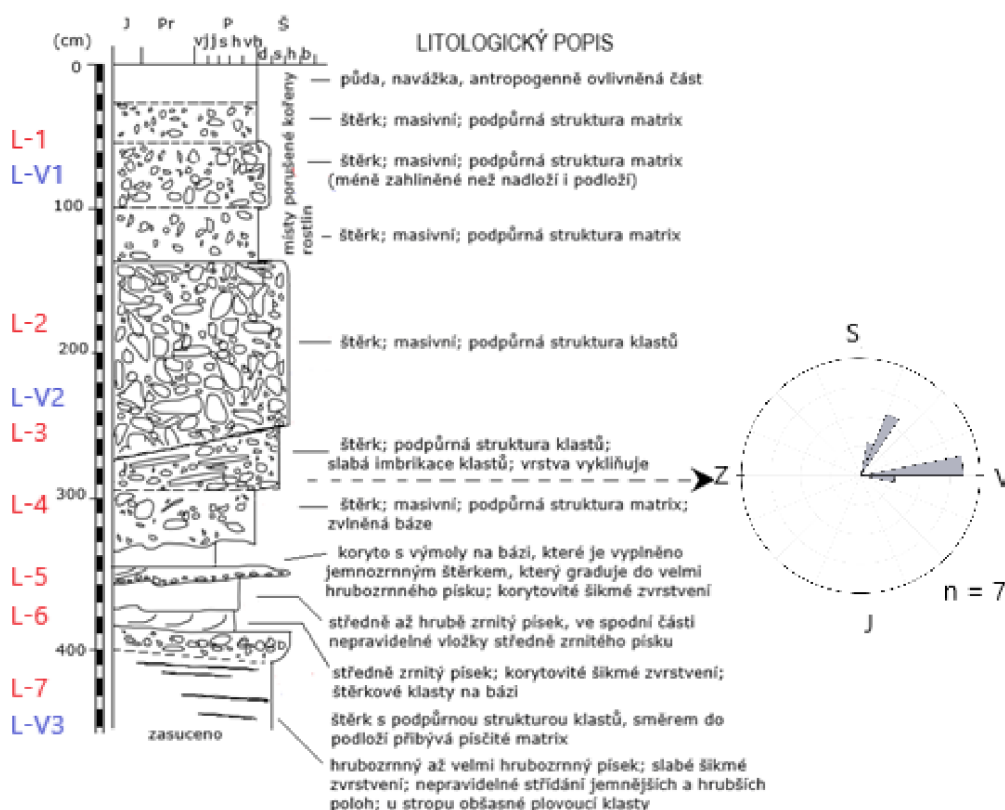 J Pr P Š
(cm) vj j s h vh d s h b
LITOLOGICKÝ POPIS
0
půda, navážka, antropogenně ovlivněná část
místy porušené kořeny
rostlin
štěrk; masivní; podpůrná struktura matrix
L-1
L-V1
štěrk; masivní; podpůrná struktura matrix
(méně zahliněné než nadloží i podloží)
100
štěrk; masivní; podpůrná struktura matrix
L-2
200
štěrk; masivní; podpůrná struktura klastů
L-V2
L-3
štěrk; podpůrná struktura klastů;
slabá imbrikace klastů; vrstva vykliňuje
300
L-4
štěrk; masivní; podpůrná struktura matrix;
zvlněná báze
L-5
koryto s výmoly na bázi, které je vyplněno
jemnozrnným štěrkem, který graduje do velmi
hrubozrnného písku; korytovité šikmé zvrstvení
L-6
středně až hrubě zrnitý písek, ve spodní části
nepravidelné vložky středně zrnitého písku
400
středně zrnitý písek; korytovité šikmé zvrstvení;
štěrkové klasty na bázi
L-7
L-V3
štěrk s podpůrnou strukturou klastů, směrem do
podloží přibývá písčité matrix
zasuceno
hrubozrnný až velmi hrubozrnný písek; slabé šikmé
zvrstvení; nepravidelné střídání jemnějších a hrubších
poloh; u stropu obšasné plovoucí klasty
S
Z
V
J
n = 7